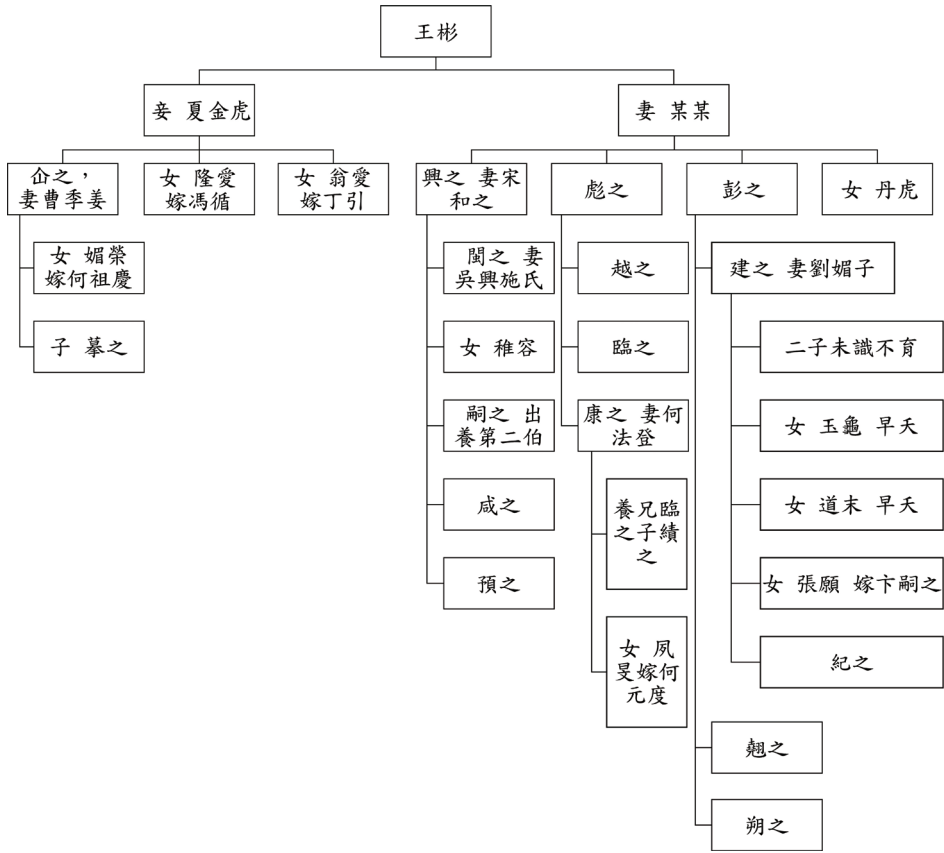 王彬
妾 夏金虎
妻 某某
仚之，
妻曹季姜
女 隆愛
嫁馮循
女 翁愛
嫁丁引
興之 妻宋
和之
彪之
彭之
女 丹虎
女 媚榮
嫁何祖慶
子 摹之
閩之 妻
吳興施氏
女 稚容
嗣之 出
養第二伯
咸之
預之
越之
臨之
康之 妻何
法登
養兄臨
之子績
之
女 夙
旻嫁何
元度
建之 妻劉媚子
二子未識不育
女 玉龜 早夭
女 道末 早夭
女 張願 嫁卞嗣之
紀之
翹之
朔之